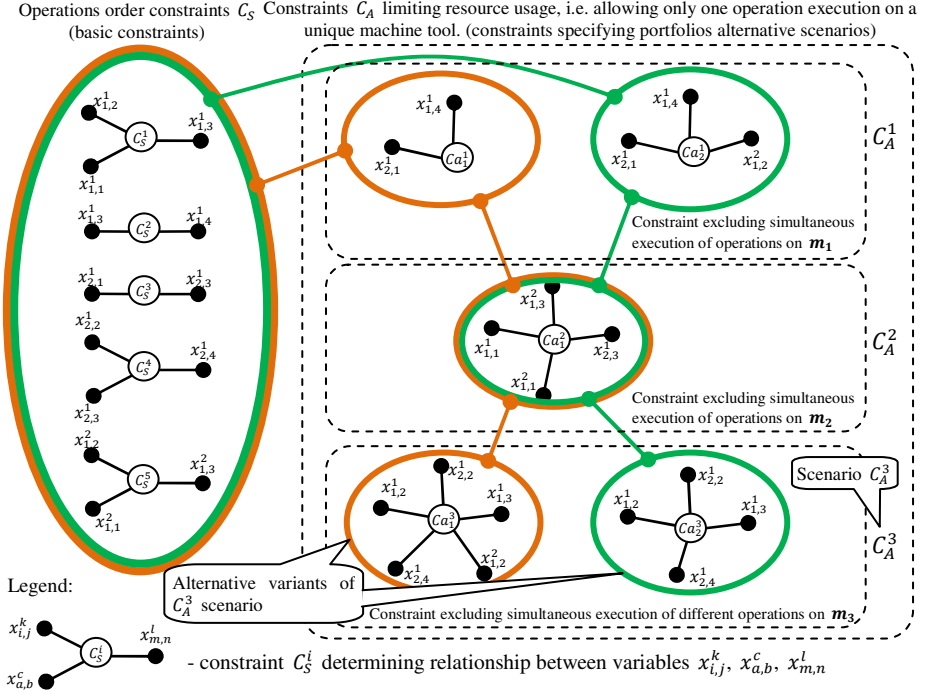 Operations order constraints C_S
(basic constraints)
Constraints C_A limiting resource usage, i.e. allowing only one operation execution on a
unique machine tool. (constraints specifying portfolios alternative scenarios)
x^1_{1,2}
C^1_S
x^1_{1,3}
x^1_{1,1}
x^1_{1,3}
C^2_S
x^1_{1,4}
x^1_{2,1}
C^3_S
x^1_{2,3}
x^1_{2,2}
C^4_S
x^1_{2,4}
x^1_{2,3}
x^2_{1,2}
C^5_S
x^2_{1,3}
x^2_{1,1}
x^1_{1,4}
x^1_{2,1}
Ca^1_1
x^1_{1,4}
x^1_{2,1}
Ca^1_2
x^2_{1,2}
C^1_A
Constraint excluding simultaneous
execution of operations on m_1
x^2_{1,3}
x^1_{1,1}
Ca^2_1
x^1_{2,3}
x^2_{1,1}
C^2_A
Constraint excluding simultaneous
execution of operations on m_2
x^1_{2,2}
x^1_{1,2}
x^1_{1,3}
Ca^3_1
x^1_{2,4}
x^2_{1,2}
x^1_{2,2}
x^1_{1,2}
Ca^3_2
x^1_{1,3}
x^1_{2,4}
Scenario C^3_A
C^3_A
Alternative variants of
C^3_A scenario
Constraint excluding simultaneous execution of different operations on m_3
Legend:
x^k_{i,j}
C^i_S
x^l_{m,n}
x^c_{a,b}
- constraint C^i_S determining relationship between variables x^k_{i,j}, x^c_{a,b}, x^l_{m,n}